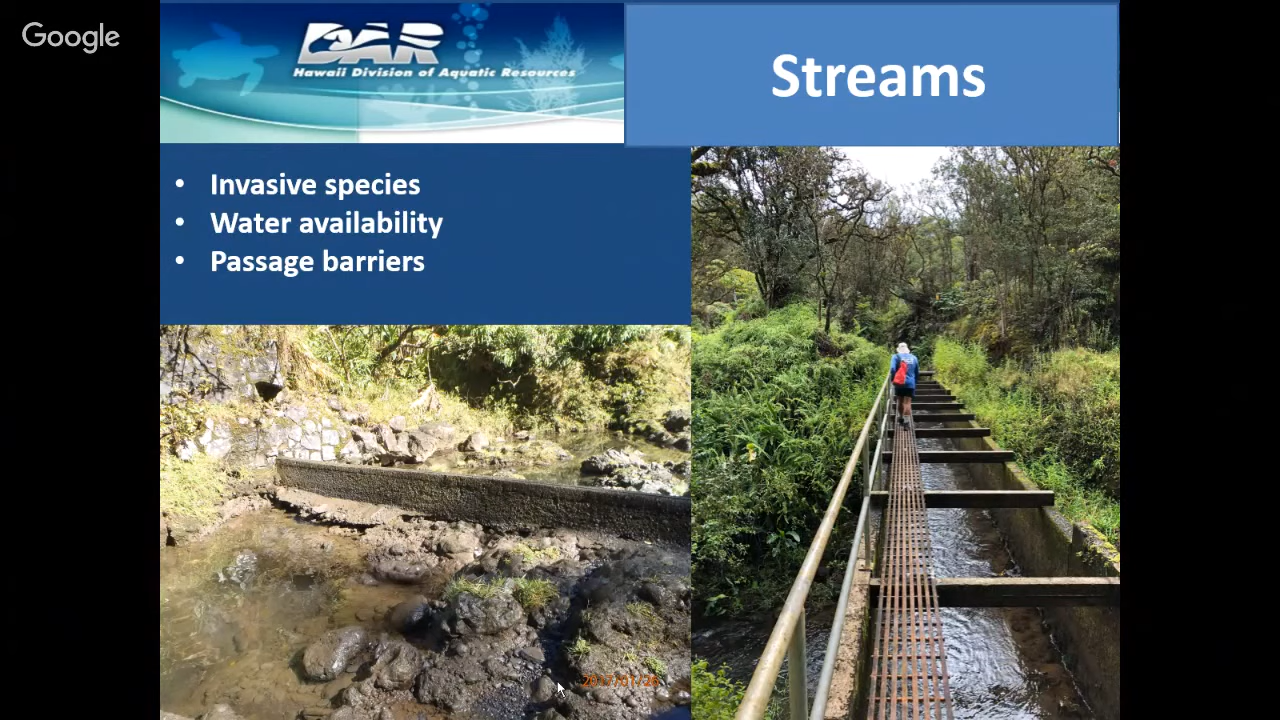 Google
DAR
Hawaii Division of Aquatic Resources
Streams
• Invasive species
• Water availability
• Passage barriers